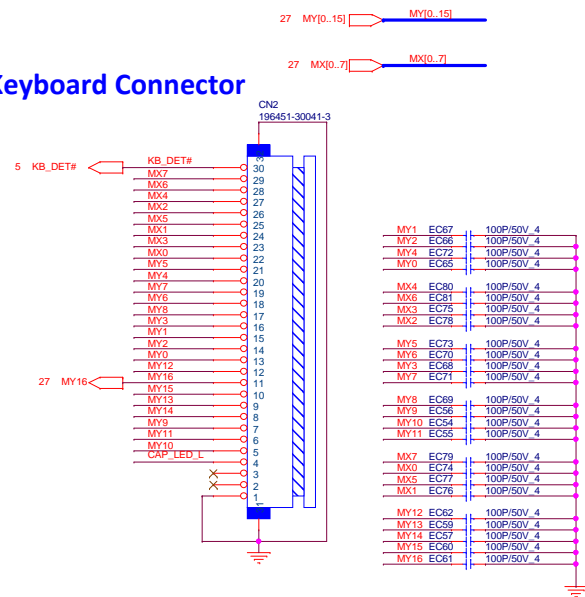 27 MY[0..15] MY[0..15]
27 MX[0..7] MX[0..7]
Keyboard Connector
CN2
196451-30041-3
5 KB_DET# KB_DET# 30
MX7 29
MX6 28
MX4 27
MX2 26
MX5 25
MX1 24
MX3 23
MX0 22
MY5 21
MY4 20
MY7 19
MY6 18
MY8 17
MY3 16
MY1 15
MY2 14
MY0 13
MY12 12
27 MY16 MY16 11
MY15 10
MY13 9
MY14 8
MY9 7
MY11 6
MY10 5
CAP_LED_L 4
3
2
1
MY1 EC67 100P/50V_4
MY2 EC66 100P/50V_4
MY4 EC72 100P/50V_4
MY0 EC65 100P/50V_4
MX4 EC80 100P/50V_4
MX6 EC81 100P/50V_4
MX3 EC75 100P/50V_4
MX2 EC78 100P/50V_4
MY5 EC73 100P/50V_4
MY6 EC70 100P/50V_4
MY3 EC68 100P/50V_4
MY7 EC71 100P/50V_4
MY8 EC69 100P/50V_4
MY9 EC56 100P/50V_4
MY10 EC54 100P/50V_4
MY11 EC55 100P/50V_4
MX7 EC79 100P/50V_4
MX0 EC74 100P/50V_4
MX5 EC77 100P/50V_4
MX1 EC76 100P/50V_4
MY12 EC62 100P/50V_4
MY13 EC59 100P/50V_4
MY14 EC57 100P/50V_4
MY15 EC60 100P/50V_4
MY16 EC61 100P/50V_4